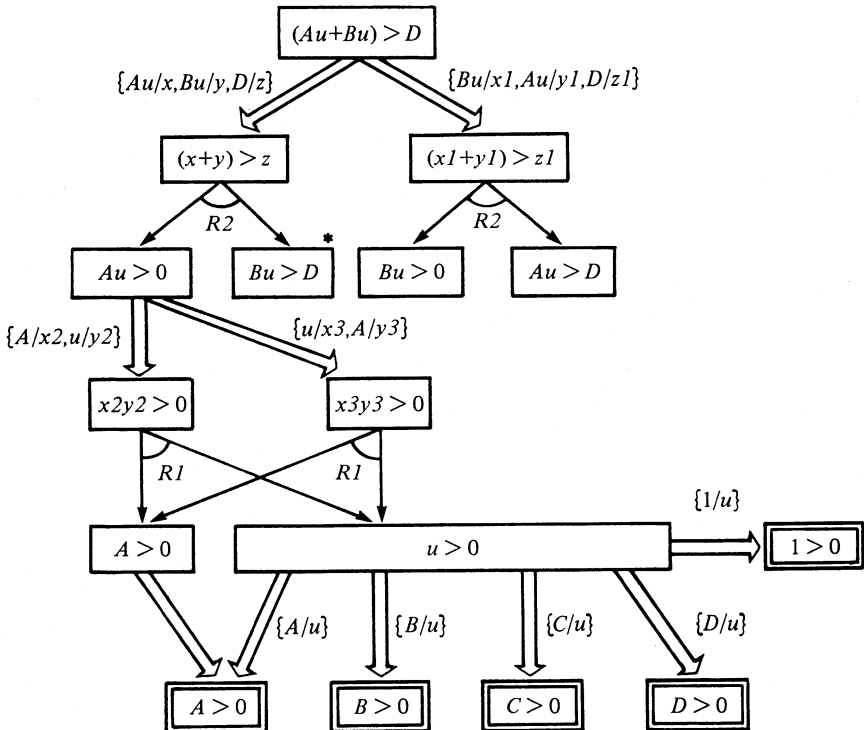 (Au+Bu) > D
{Au/x,Bu/y,D/z}
{Bu/x1,Au/y1,D/z1}
(x+y) > z
(x1+y1) > z1
R2
R2
*
Au > 0
Bu > D
Bu > 0
Au > D
{A/x2,u/y2}
{u/x3,A/y3}
x2y2 > 0
x3y3 > 0
R1
R1
{1/u}
A > 0
u > 0
1 > 0
{A/u}
{B/u}
{C/u}
{D/u}
A > 0
B > 0
C > 0
D > 0